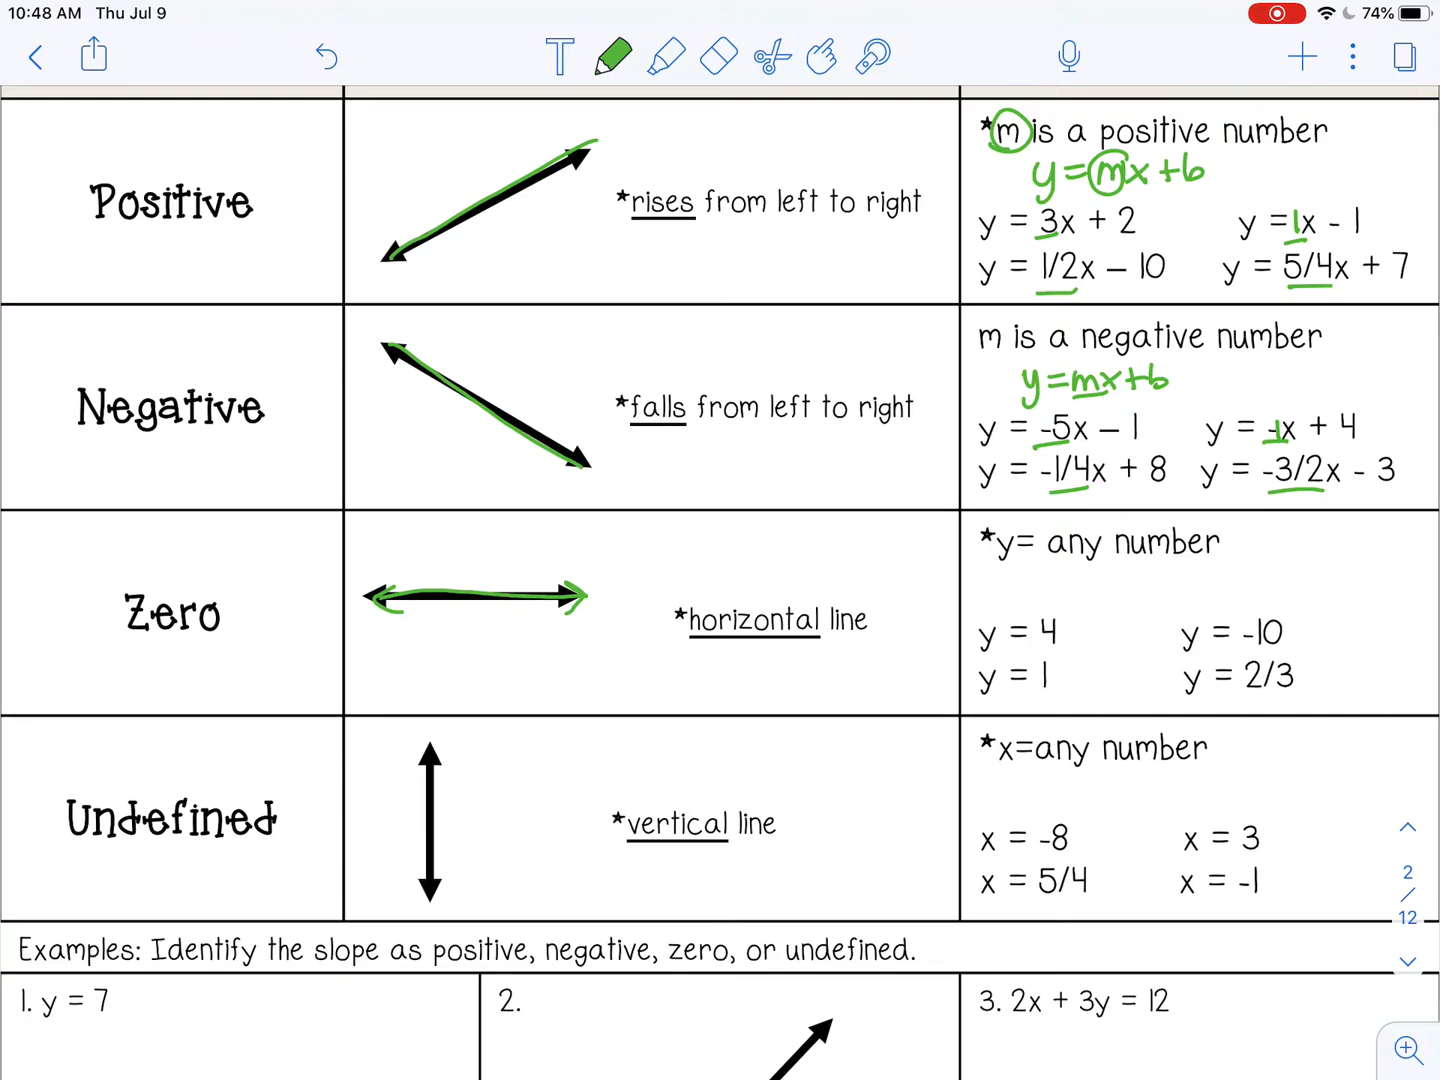 10:48 AM Thu Jul 9
74%
T
Positive
*rises from left to right
*m is a positive number
y = mx + b
y = 3x + 2
y = 1x - 1
y = 1/2x – 10
y = 5/4x + 7
Negative
*falls from left to right
m is a negative number
y = mx + b
y = -5x – 1
y = -1x + 4
y = -1/4x + 8
y = -3/2x - 3
Zero
*horizontal line
*y= any number
y = 4
y = -10
y = 1
y = 2/3
Undefined
*vertical line
*x=any number
x = -8
x = 3
x = 5/4
x = -1
2
/
12
Examples: Identify the slope as positive, negative, zero, or undefined.
1. y = 7
2.
3. 2x + 3y = 12